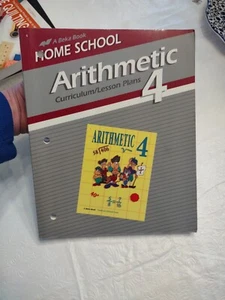 A Beka Book
HOME SCHOOL
Arithmetic
Curriculum/Lesson Plans
4
ARITHMETIC 4